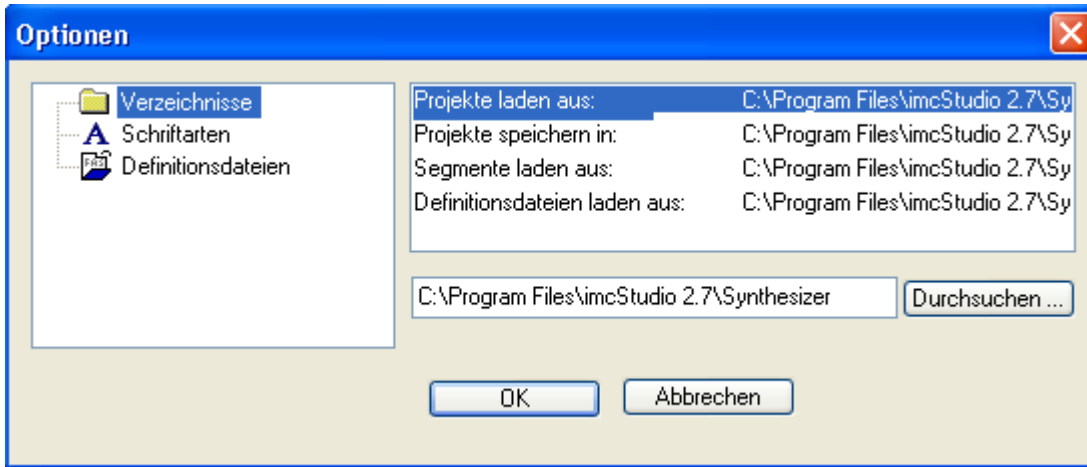 Optionen
Verzeichnisse
Schriftarten
Definitionsdateien
Projekte laden aus: C:\Program Files\imcStudio 2.7\Sy
Projekte speichern in: C:\Program Files\imcStudio 2.7\Sy
Segmente laden aus: C:\Program Files\imcStudio 2.7\Sy
Definitionsdateien laden aus: C:\Program Files\imcStudio 2.7\Sy
C:\Program Files\imcStudio 2.7\Synthesizer
Durchsuchen ...
OK
Abbrechen